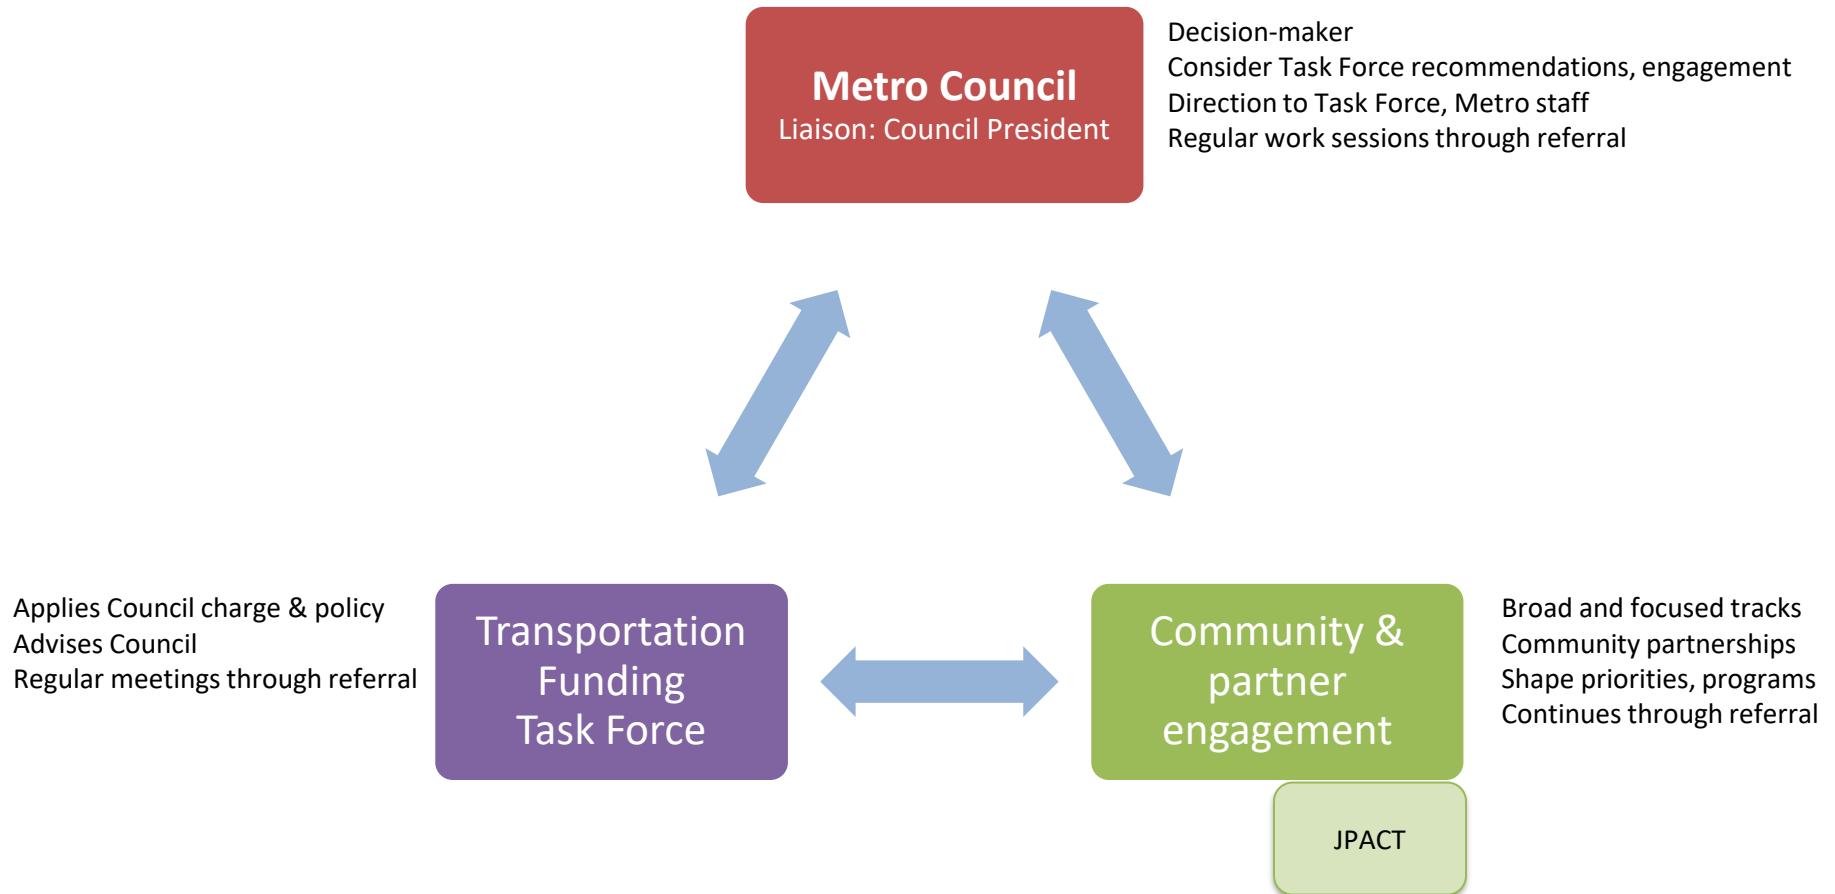 Metro Council
Liaison: Council President
Decision-maker
Consider Task Force recommendations, engagement
Direction to Task Force, Metro staff
Regular work sessions through referral
Applies Council charge & policy
Advises Council
Regular meetings through referral
Transportation
Funding
Task Force
Community &
partner
engagement
Broad and focused tracks
Community partnerships
Shape priorities, programs
Continues through referral
JPACT